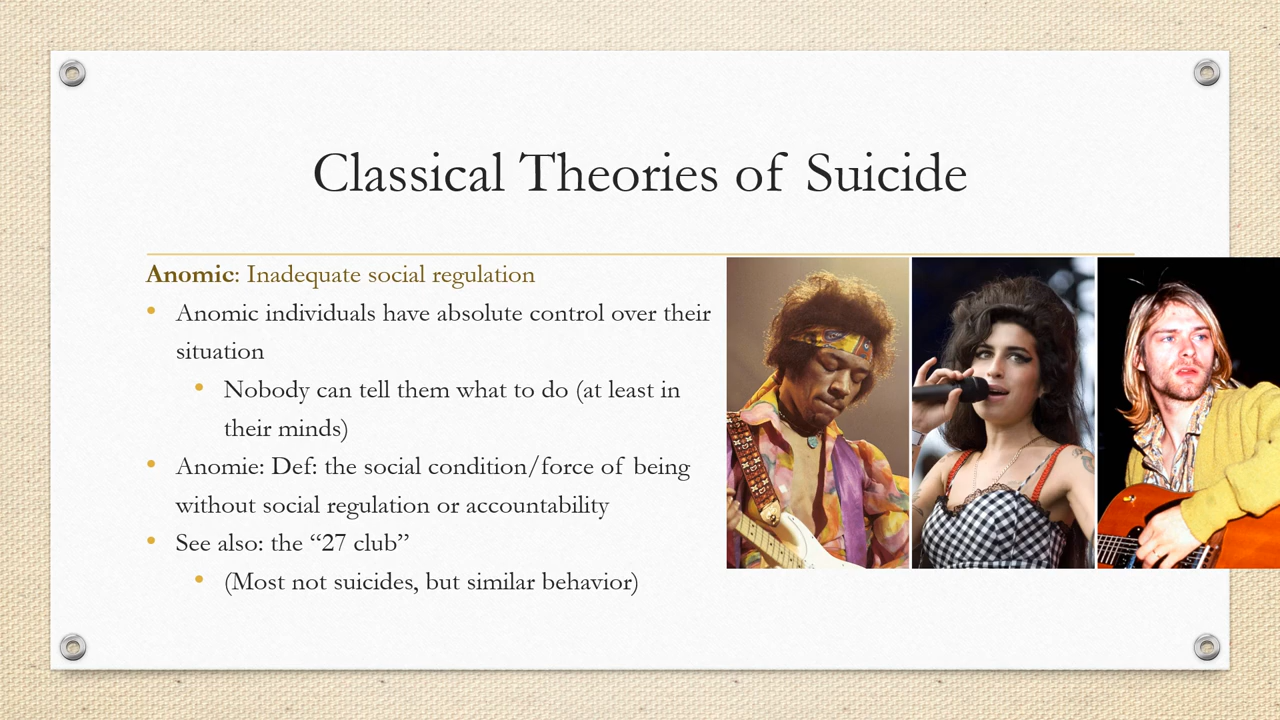 Classical Theories of Suicide
Anomic: Inadequate social regulation
• Anomic individuals have absolute control over their
situation
• Nobody can tell them what to do (at least in
their minds)
• Anomie: Def: the social condition/force of being
without social regulation or accountability
• See also: the “27 club”
• (Most not suicides, but similar behavior)